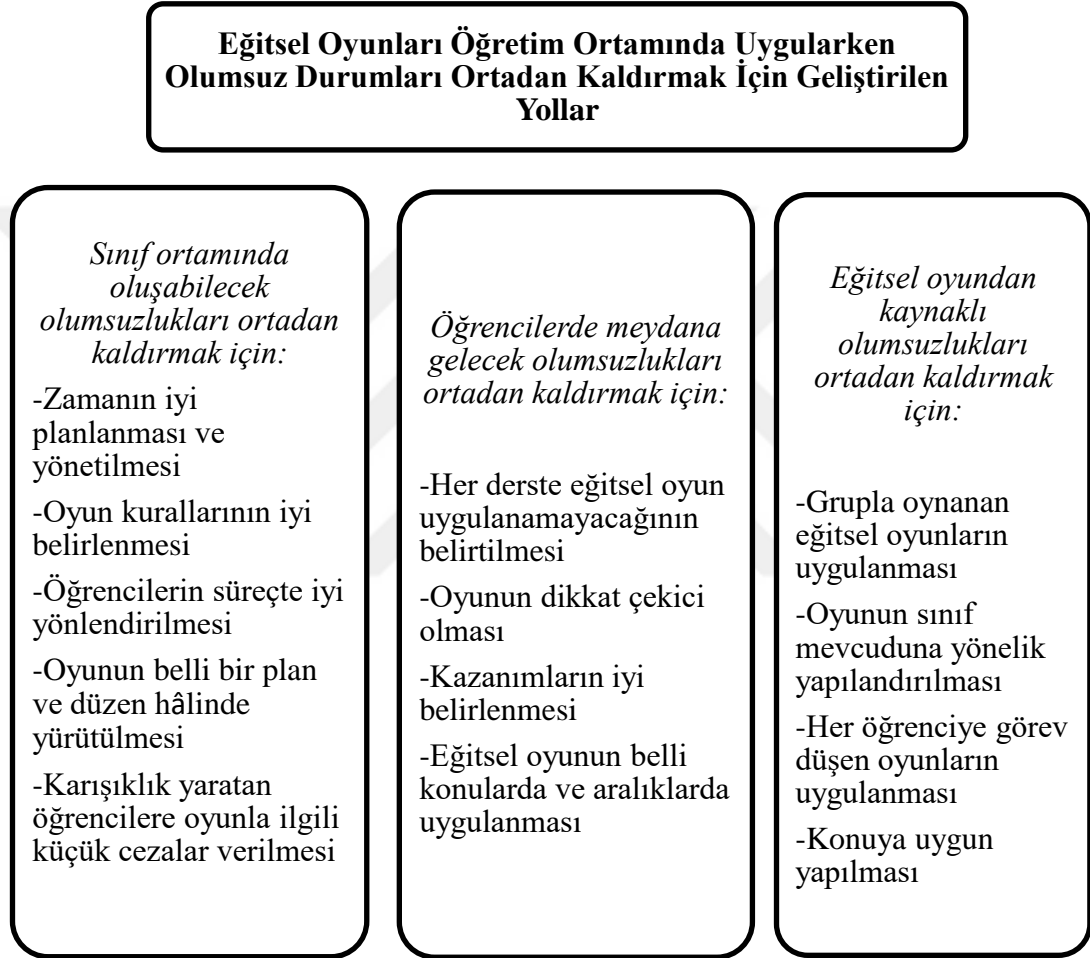 Eğitsel Oyunları Öğretim Ortamında Uygularken
Olumsuz Durumları Ortadan Kaldırmak İçin Geliştirilen
Yollar
Sınıf ortamında
oluşabilecek
olumsuzlukları ortadan
kaldırmak için:
-Zamanın iyi
planlanması ve
yönetilmesi
-Oyun kurallarının iyi
belirlenmesi
-Öğrencilerin süreçte iyi
yönlendirilmesi
-Oyunun belli bir plan
ve düzen hâlinde
yürütülmesi
-Karışıklık yaratan
öğrencilere oyunla ilgili
küçük cezalar verilmesi
Öğrencilerde meydana
gelecek olumsuzlukları
ortadan kaldırmak için:
-Her derste eğitsel oyun
uygulanamayacağının
belirtilmesi
-Oyunun dikkat çekici
olması
-Kazanımların iyi
belirlenmesi
-Eğitsel oyunun belli
konularda ve aralıklarda
uygulanması
Eğitsel oyundan
kaynaklı
olumsuzlukları
ortadan kaldırmak
için:
-Grupla oynanan
eğitsel oyunların
uygulanması
-Oyunun sınıf
mevcuduna yönelik
yapılandırılması
-Her öğrenciye görev
düşen oyunların
uygulanması
-Konuya uygun
yapılması